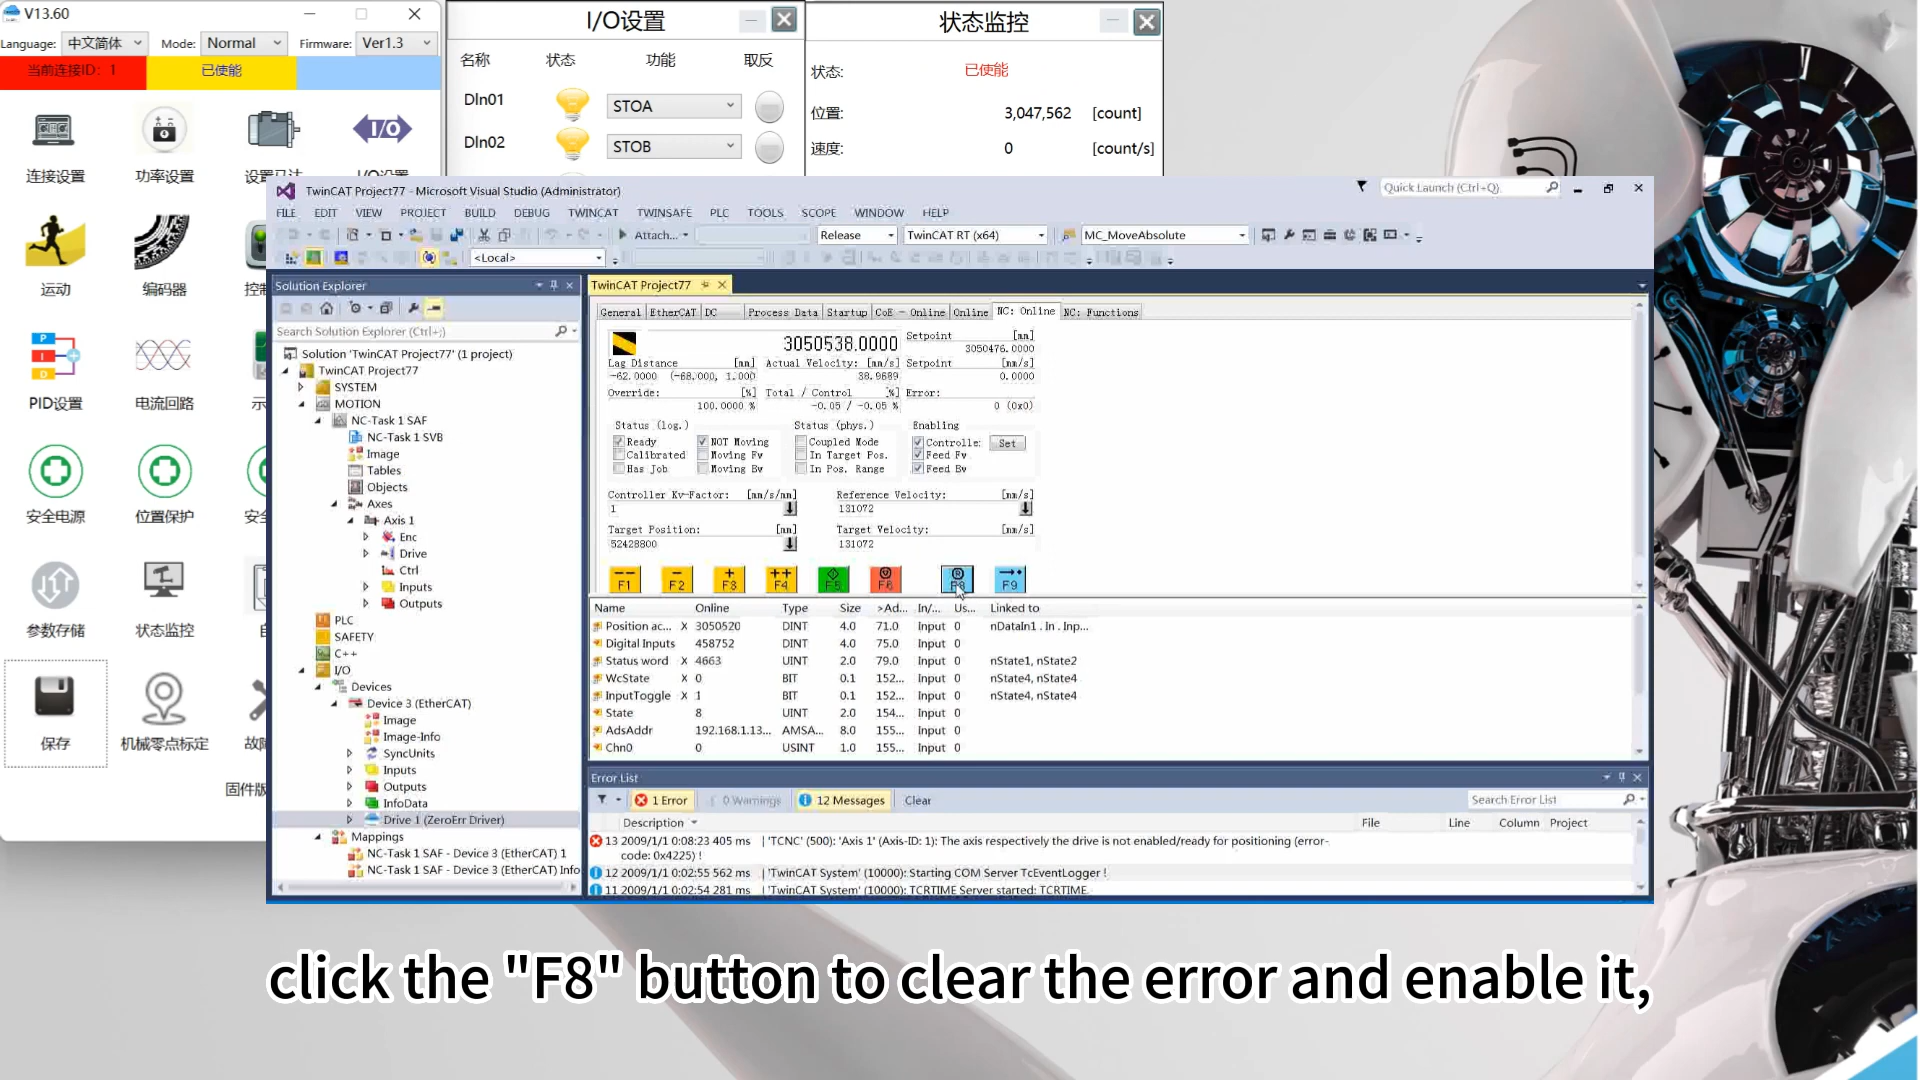 V13.60
Language: 中文简体 Mode: Normal Firmware: Ver1.3
当前连接ID: 1 已使能
连接设置 功率设置
I/O
运动 编码器
PID设置 电流回路
安全电源 位置保护
参数存储 状态监控
保存 机械零点标定
I/O设置
名称 状态 功能 取反
DIn01 STOA
DIn02 STOB
状态监控
状态: 已使能
位置: 3,047,562 [count]
速度: 0 [count/s]
TwinCAT Project77 - Microsoft Visual Studio (Administrator)
Quick Launch (Ctrl+Q)
FILE EDIT VIEW PROJECT BUILD DEBUG TWINCAT TWINSAFE PLC TOOLS SCOPE WINDOW HELP
Attach... Release TwinCAT RT (x64) MC_MoveAbsolute
<Local>
Solution Explorer
Search Solution Explorer (Ctrl+;)
Solution 'TwinCAT Project77' (1 project)
TwinCAT Project77
SYSTEM
MOTION
NC-Task 1 SAF
NC-Task 1 SVB
Image
Tables
Objects
Axes
Axis 1
Enc
Drive
Ctrl
Inputs
Outputs
PLC
SAFETY
C++
I/O
Devices
Device 3 (EtherCAT)
Image
Image-Info
SyncUnits
Inputs
Outputs
InfoData
Drive 1 (ZeroErr Driver)
Mappings
NC-Task 1 SAF - Device 3 (EtherCAT) 1
NC-Task 1 SAF - Device 3 (EtherCAT) Info
TwinCAT Project77
General EtherCAT DC Process Data Startup CoE - Online Online NC: Online NC: Functions
3050538.0000 Setpoint [mm]
3050476.0000
Lag Distance [mm] Actual Velocity: [mm/s] Setpoint [mm/s]
-62.0000 (-68.000, 1.000) 38.9689 0.0000
Override: [%] Total / Control [%] Error:
100.0000 % -0.05 / -0.05 % 0 (0x0)
Status (log.) Status (phys.) Enabling
Ready NOT Moving Coupled Mode Controlle: Set
Calibrated Moving Fw In Target Pos. Feed Fw
Has Job Moving Bw In Pos. Range Feed Bw
Controller Kv-Factor: [mm/s/mm] Reference Velocity: [mm/s]
1 131072
Target Position: [mm] Target Velocity: [mm/s]
52428800 131072
F1 F2 F3 F4 F5 F6 F8 F9
Name Online Type Size >Ad... In/... Us... Linked to
Position ac... X 3050520 DINT 4.0 71.0 Input 0 nDataIn1 . In . Inp...
Digital Inputs 458752 DINT 4.0 75.0 Input 0
Status word X 4663 UINT 2.0 79.0 Input 0 nState1, nState2
WcState X 0 BIT 0.1 152... Input 0 nState4, nState4
InputToggle X 1 BIT 0.1 152... Input 0 nState4, nState4
State 8 UINT 2.0 154... Input 0
AdsAddr 192.168.1.13... AMSA... 8.0 155... Input 0
Chn0 0 USINT 1.0 155... Input 0
Error List
1 Error 0 Warnings 12 Messages Clear Search Error List
Description File Line Column Project
13 2009/1/1 0:08:23 405 ms | 'TCNC' (500): 'Axis 1' (Axis-ID: 1): The axis respectively the drive is not enabled/ready for positioning (error-
code: 0x4225) !
12 2009/1/1 0:02:55 562 ms | 'TwinCAT System' (10000): Starting COM Server TcEventLogger !
11 2009/1/1 0:02:54 281 ms | 'TwinCAT System' (10000): TCRTIME Server started: TCRTIME.
click the "F8" button to clear the error and enable it,